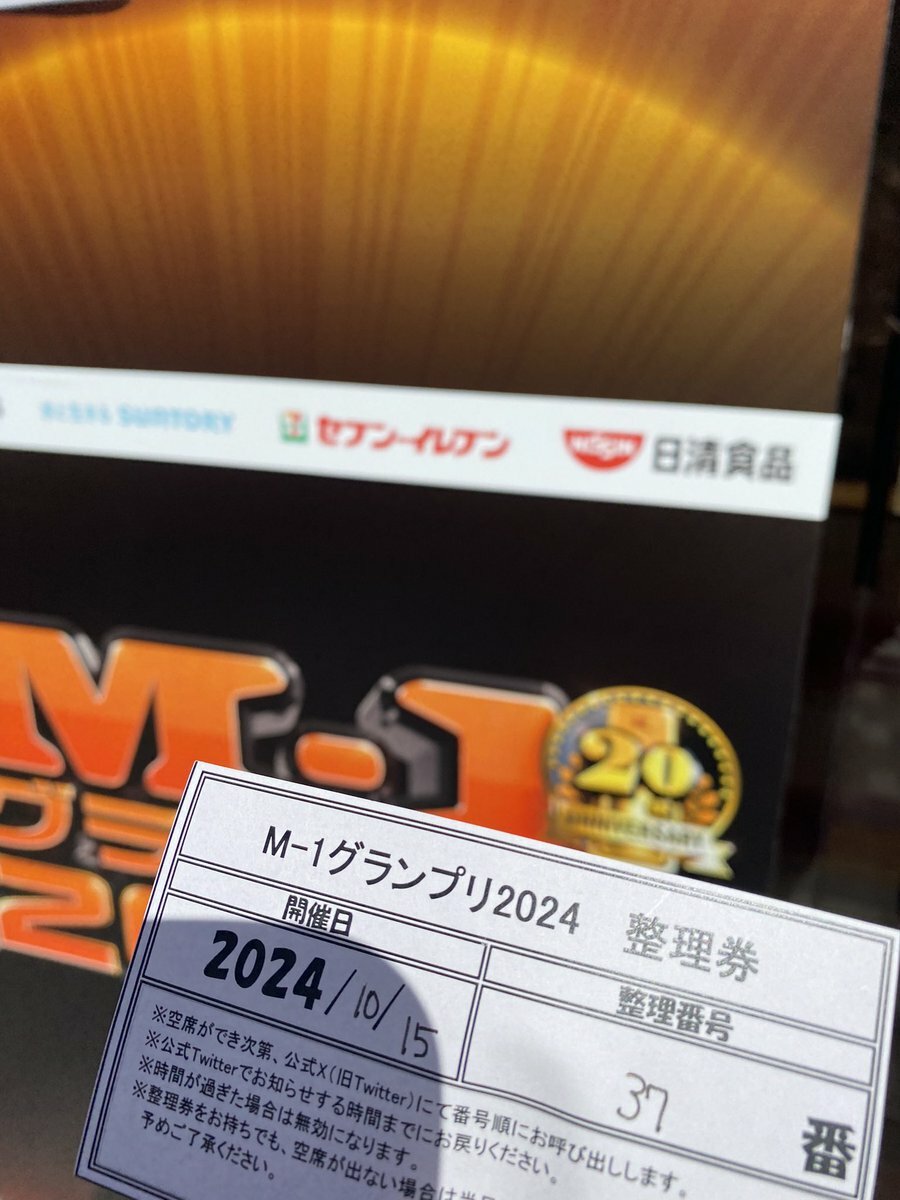 SUNTORY
セブン-イレブン
NISSIN 日清食品
M-1
20
ANNIVERSARY
M-1グランプリ2024 整理券
開催日
整理番号
2024/10/15
37
番
※空席ができ次第、公式X(旧Twitter)にて番号順にお呼び出しします。
※公式Twitterでお知らせする時間までにお戻りください。
※時間が過ぎた場合は無効になります。
※整理券をお持ちでも、空席が出ない場合は当
予めご了承ください。